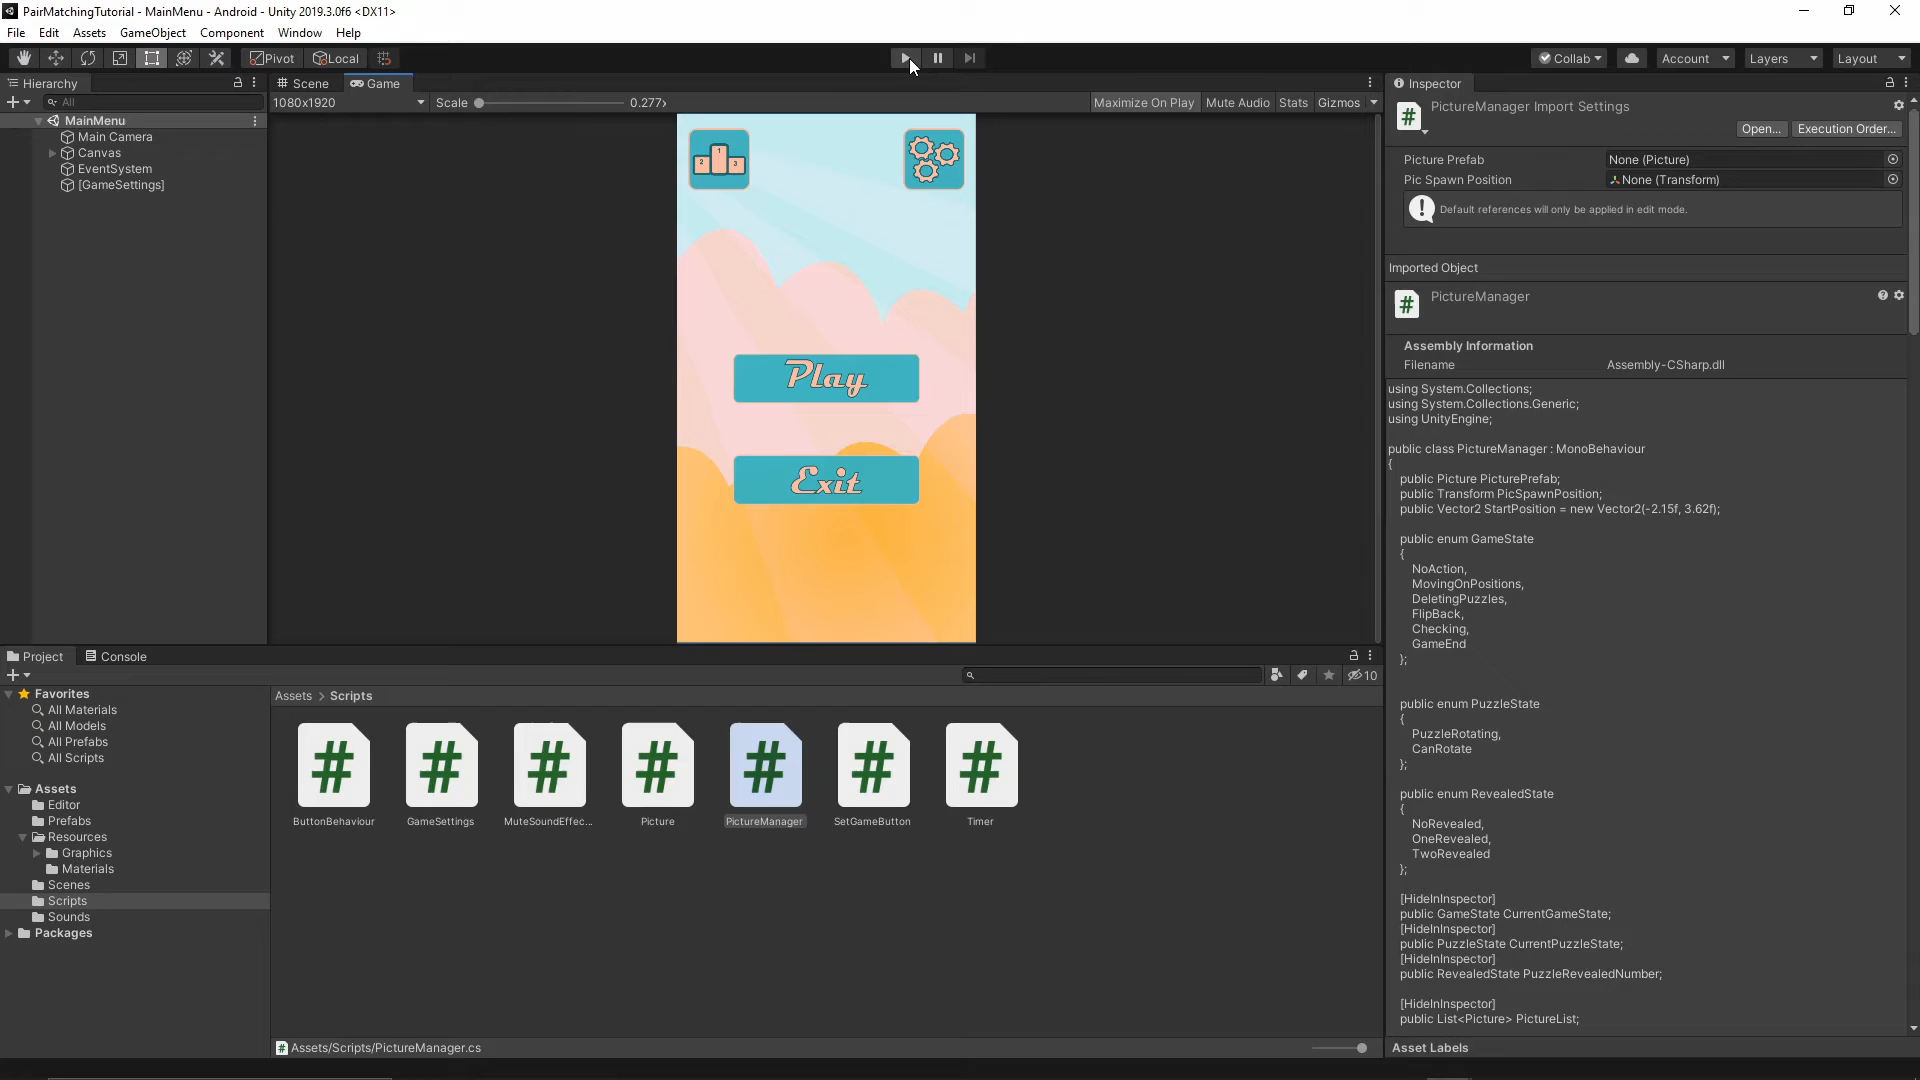 PairMatchingTutorial - MainMenu - Android - Unity 2019.3.0f6 <DX11>
File Edit Assets GameObject Component Window Help
Pivot Local Collab Account Layers Layout
Hierarchy
All
MainMenu
Main Camera
Canvas
EventSystem
[GameSettings]
Scene Game
1080x1920 Scale 0.277x Maximize On Play Mute Audio Stats Gizmos
2 1 3
Play
Exit
Inspector
PictureManager Import Settings
Open... Execution Order...
Picture Prefab None (Picture)
Pic Spawn Position None (Transform)
Default references will only be applied in edit mode.
Imported Object
PictureManager
Assembly Information
Filename Assembly-CSharp.dll
using System.Collections;
using System.Collections.Generic;
using UnityEngine;
public class PictureManager : MonoBehaviour
{
public Picture PicturePrefab;
public Transform PicSpawnPosition;
public Vector2 StartPosition = new Vector2(-2.15f, 3.62f);
public enum GameState
{
NoAction,
MovingOnPositions,
DeletingPuzzles,
FlipBack,
Checking,
GameEnd
};
public enum PuzzleState
{
PuzzleRotating,
CanRotate
};
public enum RevealedState
{
NoRevealed,
OneRevealed,
TwoRevealed
};
[HideInInspector]
public GameState CurrentGameState;
[HideInInspector]
public PuzzleState CurrentPuzzleState;
[HideInInspector]
public RevealedState PuzzleRevealedNumber;
[HideInInspector]
public List<Picture> PictureList;
Asset Labels
Project Console
10
Favorites
All Materials
All Models
All Prefabs
All Scripts
Assets
Editor
Prefabs
Resources
Graphics
Materials
Scenes
Scripts
Sounds
Packages
Assets > Scripts
ButtonBehaviour GameSettings MuteSoundEffec... Picture PictureManager SetGameButton Timer
Assets/Scripts/PictureManager.cs